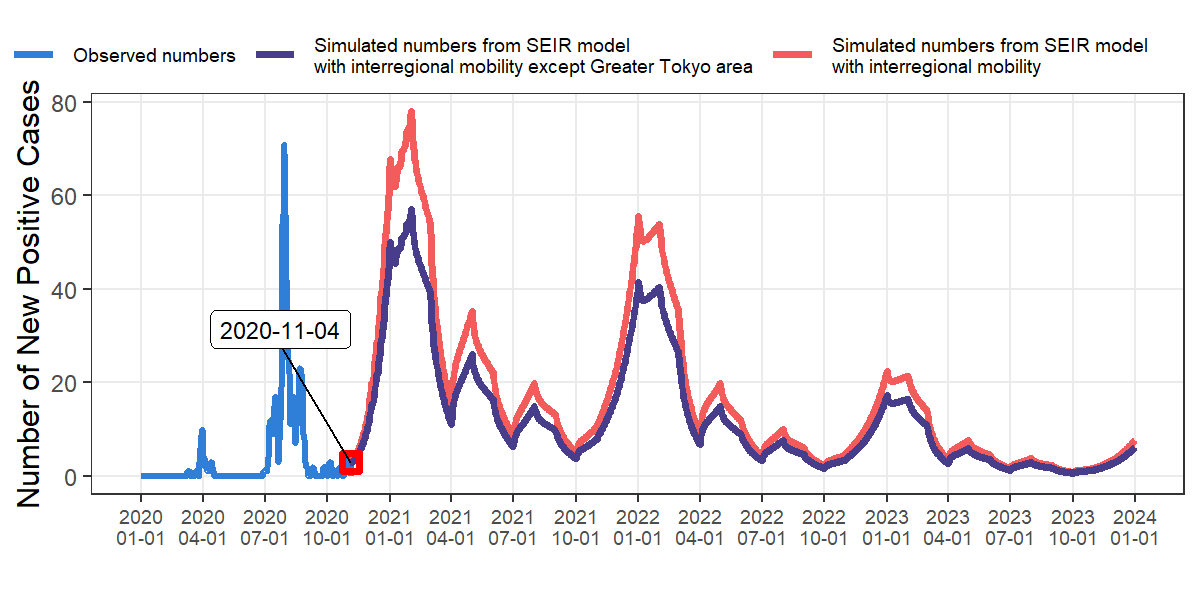 Observed numbers
Simulated numbers from SEIR model
with interregional mobility except Greater Tokyo area
Simulated numbers from SEIR model
with interregional mobility
Number of New Positive Cases
80
60
40
20
0
2020-11-04
2020 2020 2020 2020 2021 2021 2021 2021 2022 2022 2022 2022 2023 2023 2023 2023 2024
01-01 04-01 07-01 10-01 01-01 04-01 07-01 10-01 01-01 04-01 07-01 10-01 01-01 04-01 07-01 10-01 01-01